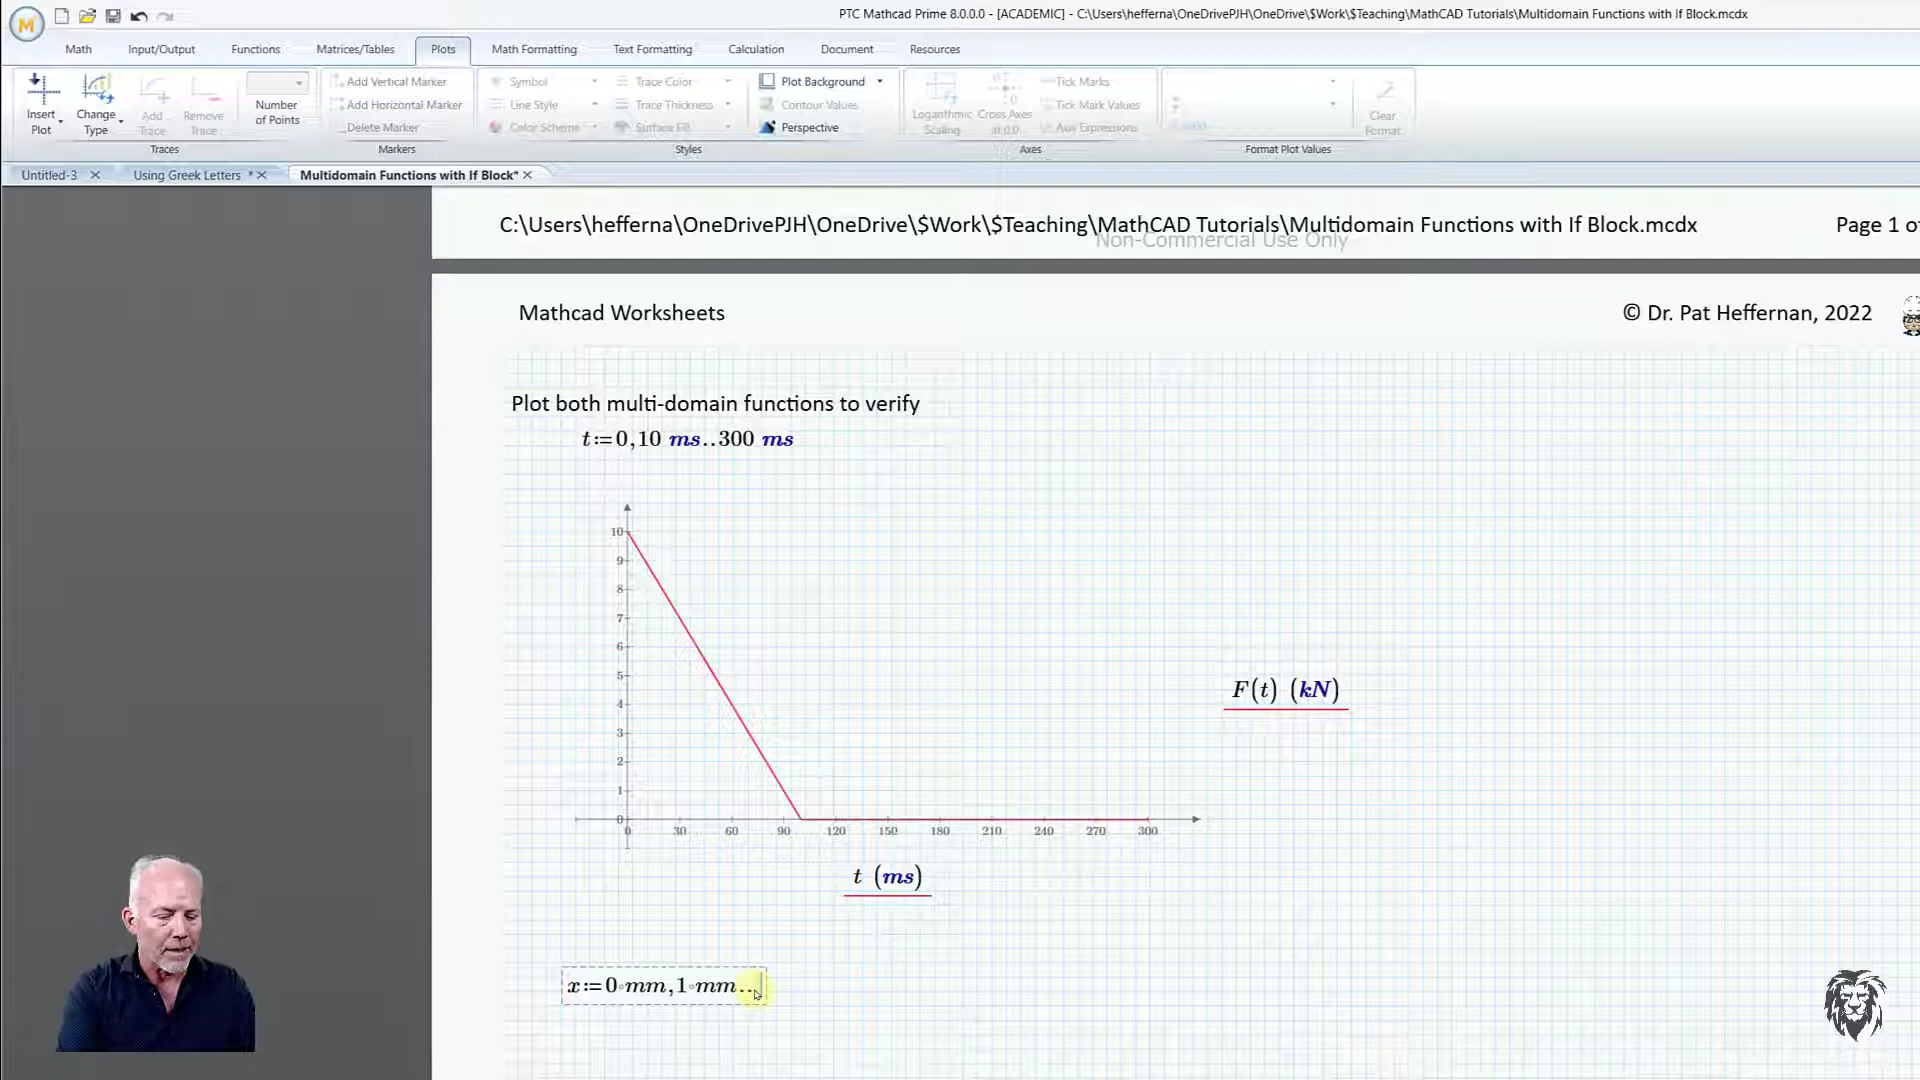 PTC Mathcad Prime 8.0.0.0 - [ACADEMIC] - C:\Users\hefferna\OneDrivePJH\OneDrive\$Work\$Teaching\MathCAD Tutorials\Multidomain Functions with If Block.mcdx
Math Input/Output Functions Matrices/Tables Plots Math Formatting Text Formatting Calculation Document Resources
Insert Plot
Change Type
Add Trace
Remove Trace
Number of Points
Traces
Add Vertical Marker
Add Horizontal Marker
Delete Marker
Markers
Symbol
Line Style
Color Scheme
Trace Color
Trace Thickness
Surface Fill
Plot Background
Contour Values
Perspective
Styles
Logarithmic Scaling
Cross Axes at 0,0
Tick Marks
Tick Mark Values
Aux Expressions
Axes
Clear Format
Format Plot Values
Untitled-3 Using Greek Letters * Multidomain Functions with If Block*
C:\Users\hefferna\OneDrivePJH\OneDrive\$Work\$Teaching\MathCAD Tutorials\Multidomain Functions with If Block.mcdx Page 1 of
Non-Commercial Use Only
Mathcad Worksheets © Dr. Pat Heffernan, 2022
Plot both multi-domain functions to verify
t:=0,10 ms..300 ms
10
9
8
7
6
5
4
3
2
1
0
0 30 60 90 120 150 180 210 240 270 300
F(t) (kN)
t (ms)
x:=0·mm,1·mm..